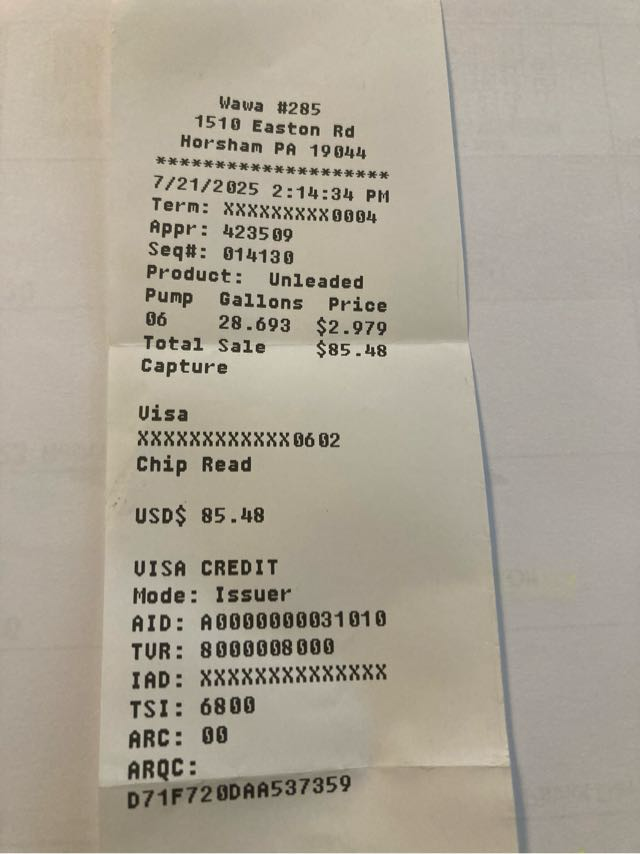 Wawa #285
1510 Easton Rd
Horsham PA 19044
********************
7/21/2025 2:14:34 PM
Term: XXXXXXXXX0004
Appr: 423509
Seq#: 014130
Product: Unleaded
Pump Gallons Price
06 28.693 $2.979
Total Sale $85.48
Capture
Visa
XXXXXXXXXXXX0602
Chip Read
USD$ 85.48
VISA CREDIT
Mode: Issuer
AID: A0000000031010
TVR: 8000008000
IAD: XXXXXXXXXXXXXX
TSI: 6800
ARC: 00
ARQC:
D71F720DAA537359